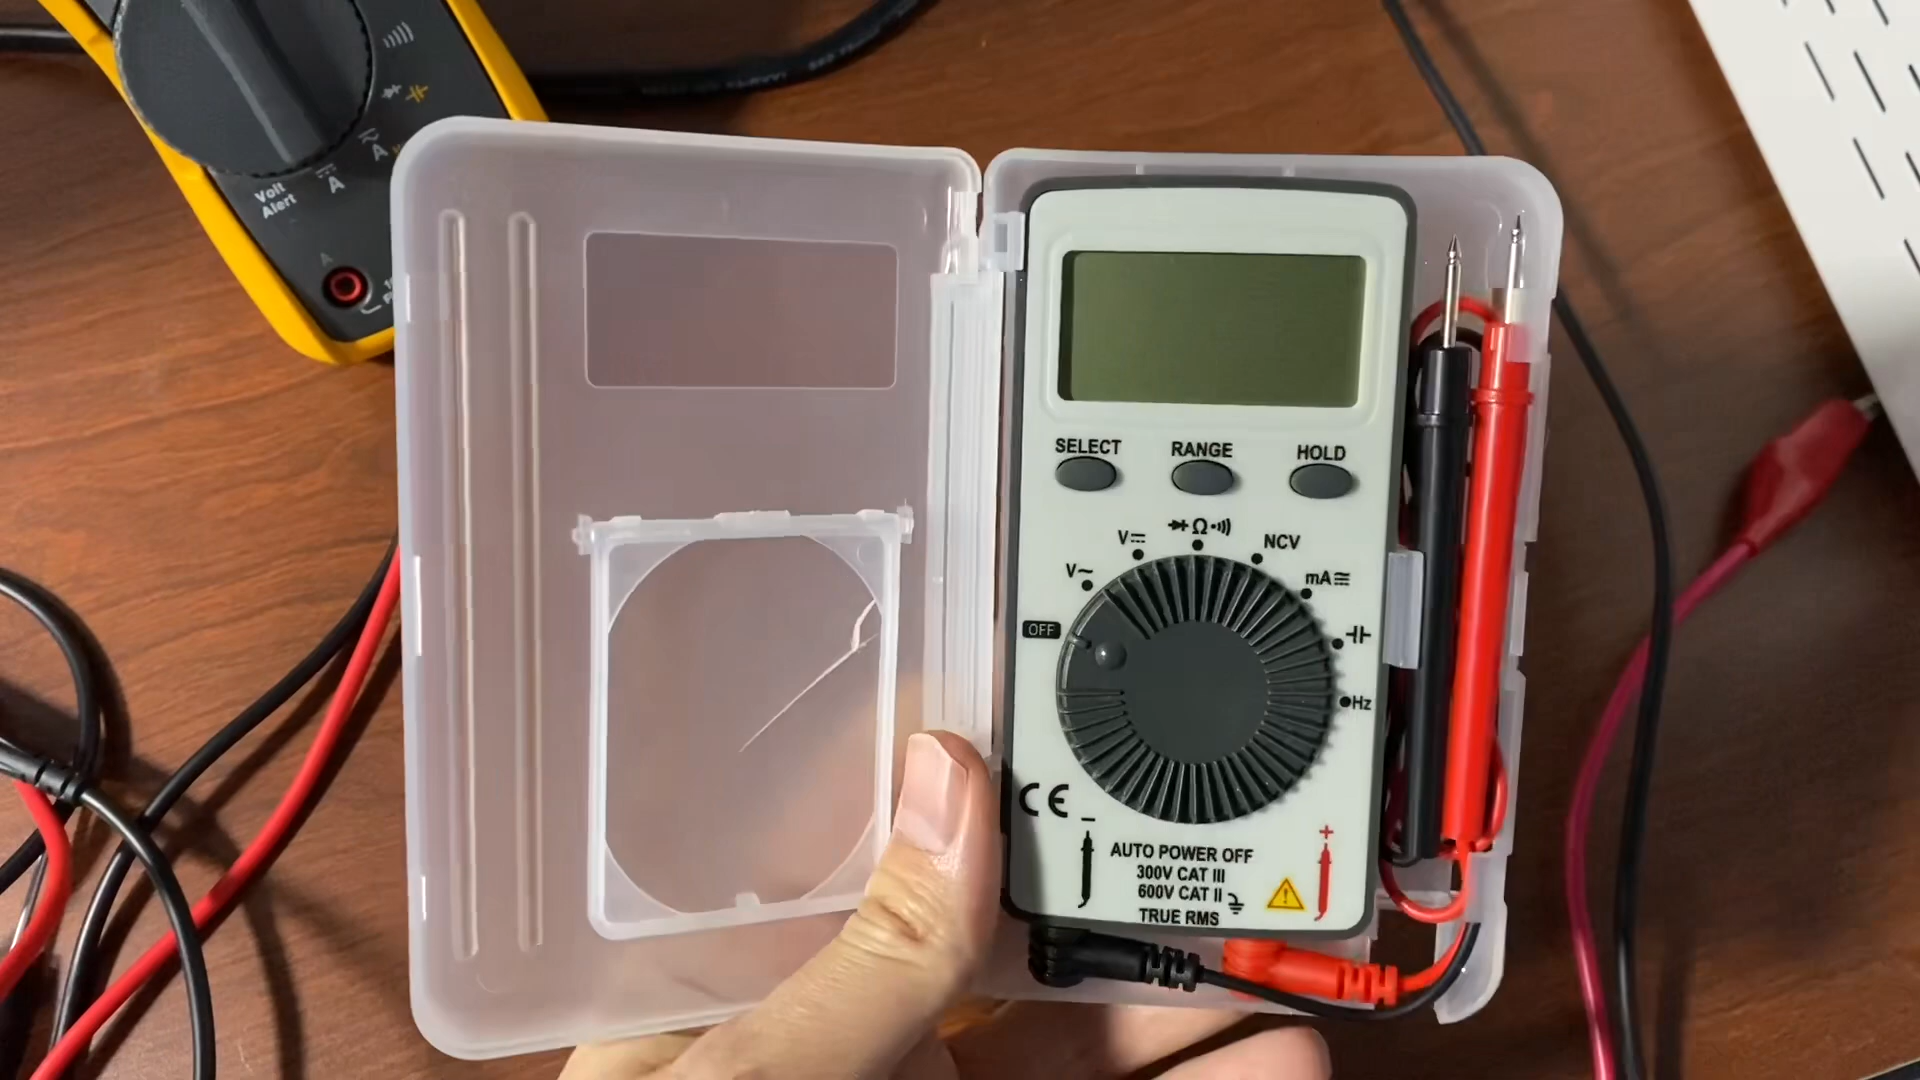 Volt
Alert
A
A
A
SELECT
RANGE
HOLD
V
Ω
NCV
V
mA
OFF
Hz
CE
−
+
AUTO POWER OFF
300V CAT III
600V CAT II
TRUE RMS